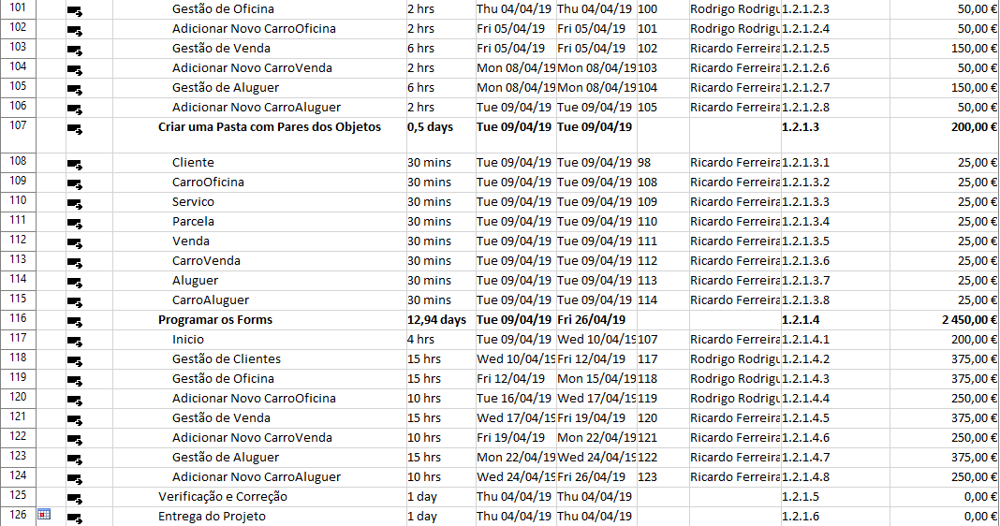 101 Gestão de Oficina 2 hrs Thu 04/04/19 Thu 04/04/19 100 Rodrigo Rodrigu 1.2.1.2.3 50,00 €
102 Adicionar Novo CarroOficina 2 hrs Fri 05/04/19 Fri 05/04/19 101 Rodrigo Rodrigu 1.2.1.2.4 50,00 €
103 Gestão de Venda 6 hrs Fri 05/04/19 Fri 05/04/19 102 Ricardo Ferreira 1.2.1.2.5 150,00 €
104 Adicionar Novo CarroVenda 2 hrs Mon 08/04/19 Mon 08/04/19 103 Ricardo Ferreira 1.2.1.2.6 50,00 €
105 Gestão de Aluguer 6 hrs Mon 08/04/19 Mon 08/04/19 104 Ricardo Ferreira 1.2.1.2.7 150,00 €
106 Adicionar Novo CarroAluguer 2 hrs Tue 09/04/19 Tue 09/04/19 105 Ricardo Ferreira 1.2.1.2.8 50,00 €
107 Criar uma Pasta com Pares dos Objetos 0,5 days Tue 09/04/19 Tue 09/04/19 1.2.1.3 200,00 €
108 Cliente 30 mins Tue 09/04/19 Tue 09/04/19 98 Ricardo Ferreira 1.2.1.3.1 25,00 €
109 CarroOficina 30 mins Tue 09/04/19 Tue 09/04/19 108 Ricardo Ferreira 1.2.1.3.2 25,00 €
110 Servico 30 mins Tue 09/04/19 Tue 09/04/19 109 Ricardo Ferreira 1.2.1.3.3 25,00 €
111 Parcela 30 mins Tue 09/04/19 Tue 09/04/19 110 Ricardo Ferreira 1.2.1.3.4 25,00 €
112 Venda 30 mins Tue 09/04/19 Tue 09/04/19 111 Ricardo Ferreira 1.2.1.3.5 25,00 €
113 CarroVenda 30 mins Tue 09/04/19 Tue 09/04/19 112 Ricardo Ferreira 1.2.1.3.6 25,00 €
114 Aluguer 30 mins Tue 09/04/19 Tue 09/04/19 113 Ricardo Ferreira 1.2.1.3.7 25,00 €
115 CarroAluguer 30 mins Tue 09/04/19 Tue 09/04/19 114 Ricardo Ferreira 1.2.1.3.8 25,00 €
116 Programar os Forms 12,94 days Tue 09/04/19 Fri 26/04/19 1.2.1.4 2 450,00 €
117 Inicio 4 hrs Tue 09/04/19 Wed 10/04/19 107 Ricardo Ferreira 1.2.1.4.1 200,00 €
118 Gestão de Clientes 15 hrs Wed 10/04/19 Fri 12/04/19 117 Rodrigo Rodrigu 1.2.1.4.2 375,00 €
119 Gestão de Oficina 15 hrs Fri 12/04/19 Mon 15/04/19 118 Rodrigo Rodrigu 1.2.1.4.3 375,00 €
120 Adicionar Novo CarroOficina 10 hrs Tue 16/04/19 Wed 17/04/19 119 Rodrigo Rodrigu 1.2.1.4.4 250,00 €
121 Gestão de Venda 15 hrs Wed 17/04/19 Fri 19/04/19 120 Ricardo Ferreira 1.2.1.4.5 375,00 €
122 Adicionar Novo CarroVenda 10 hrs Fri 19/04/19 Mon 22/04/19 121 Ricardo Ferreira 1.2.1.4.6 250,00 €
123 Gestão de Aluguer 15 hrs Mon 22/04/19 Wed 24/04/19 122 Ricardo Ferreira 1.2.1.4.7 375,00 €
124 Adicionar Novo CarroAluguer 10 hrs Wed 24/04/19 Fri 26/04/19 123 Ricardo Ferreira 1.2.1.4.8 250,00 €
125 Verificação e Correção 1 day Thu 04/04/19 Thu 04/04/19 1.2.1.5 0,00 €
126 Entrega do Projeto 1 day Thu 04/04/19 Thu 04/04/19 1.2.1.6 0,00 €